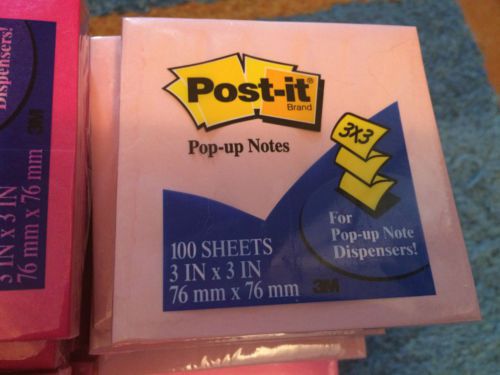 Dispensers!
3M
3 IN x 3 IN
76 mm x 76 mm
Post-it®
Brand
Pop-up Notes
3X3
For
Pop-up Note
Dispensers!
100 SHEETS
3 IN x 3 IN
76 mm x 76 mm
3M